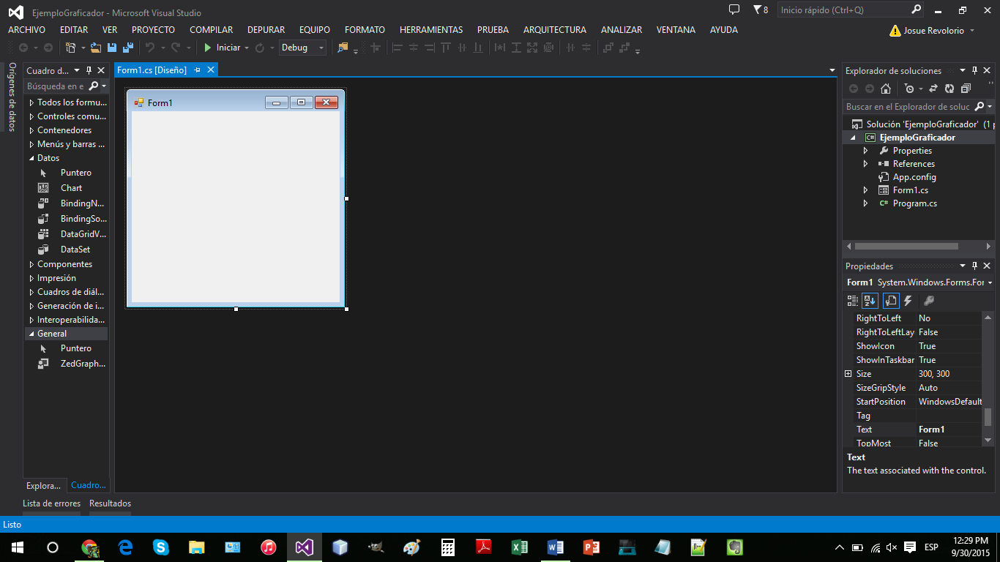 EjemploGraficador - Microsoft Visual Studio
8
Inicio rápido (Ctrl+Q)
ARCHIVO EDITAR VER PROYECTO COMPILAR DEPURAR EQUIPO FORMATO HERRAMIENTAS PRUEBA ARQUITECTURA ANALIZAR VENTANA AYUDA
Josue Revolorio
Iniciar
Debug
Orígenes de datos
Cuadro d...
Búsqueda en e
Todos los formu...
Controles comu...
Contenedores
Menús y barras ...
Datos
Puntero
Chart
BindingN...
BindingSo...
DataGridV...
DataSet
Componentes
Impresión
Cuadros de diál...
Generación de i...
Interoperabilida...
General
Puntero
ZedGraph...
Explora... Cuadro...
Form1.cs [Diseño]
Form1
Explorador de soluciones
Buscar en el Explorador de soluc
Solución 'EjemploGraficador' (1 p
C# EjemploGraficador
Properties
References
App.config
Form1.cs
C# Program.cs
Propiedades
Form1 System.Windows.Forms.For
RightToLeft No
RightToLeftLay False
ShowIcon True
ShowInTaskbar True
Size 300, 300
SizeGripStyle Auto
StartPosition WindowsDefault
Tag
Text Form1
TopMost False
Text
The text associated with the control.
Lista de errores Resultados
Listo
ESP
12:29 PM
9/30/2015